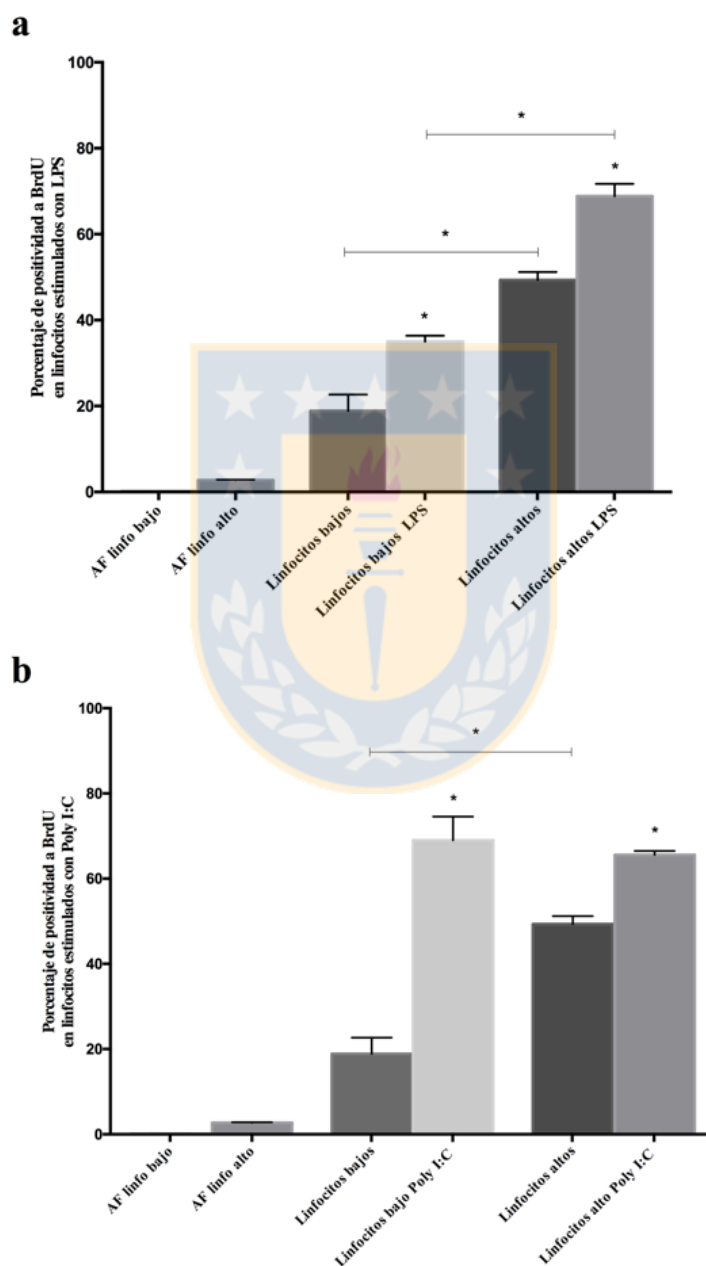 a
Porcentaje de positividad a BrdU
en linfocitos estimulados con LPS
100
80
60
40
20
0
*
*
*
*
AF linfo bajo
AF linfo alto
Linfocitos bajos
Linfocitos bajos LPS
Linfocitos altos
Linfocitos altos LPS
b
Porcentaje de positividad a BrdU
en linfocitos estimulados con Poly I:C
100
80
60
40
20
0
*
*
*
AF linfo bajo
AF linfo alto
Linfocitos bajos
Linfocitos bajo Poly I:C
Linfocitos altos
Linfocitos alto Poly I:C